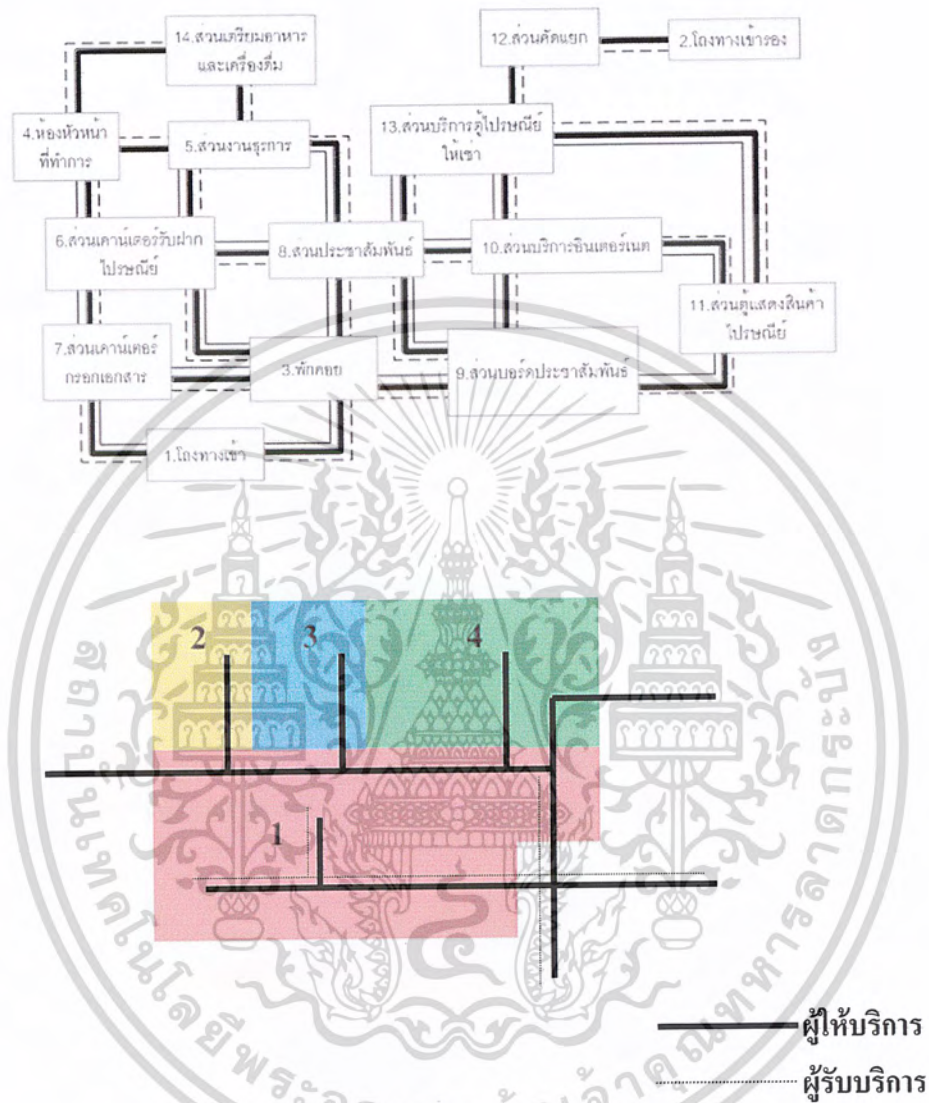 14.ส่วนเตรียมอาหาร
และเครื่องดื่ม
12.ส่วนคัดแยก
2.โถงทางเข้ารอง
4.ห้องหัวหน้า
ที่ทำการ
5.ส่วนงานธุรการ
13.ส่วนบริการตู้ไปรษณีย์
ให้เช่า
6.ส่วนเคาน์เตอร์รับฝาก
ไปรษณีย์
8.ส่วนประชาสัมพันธ์
10.ส่วนบริการอินเตอร์เนต
11.ส่วนตู้แสดงสินค้า
ไปรษณีย์
7.ส่วนเคาน์เตอร์
กรอกเอกสาร
3.พักคอย
9.ส่วนบอร์ดประชาสัมพันธ์
1.โถงทางเข้า
2
3
4
1
ผู้ให้บริการ
ผู้รับบริการ